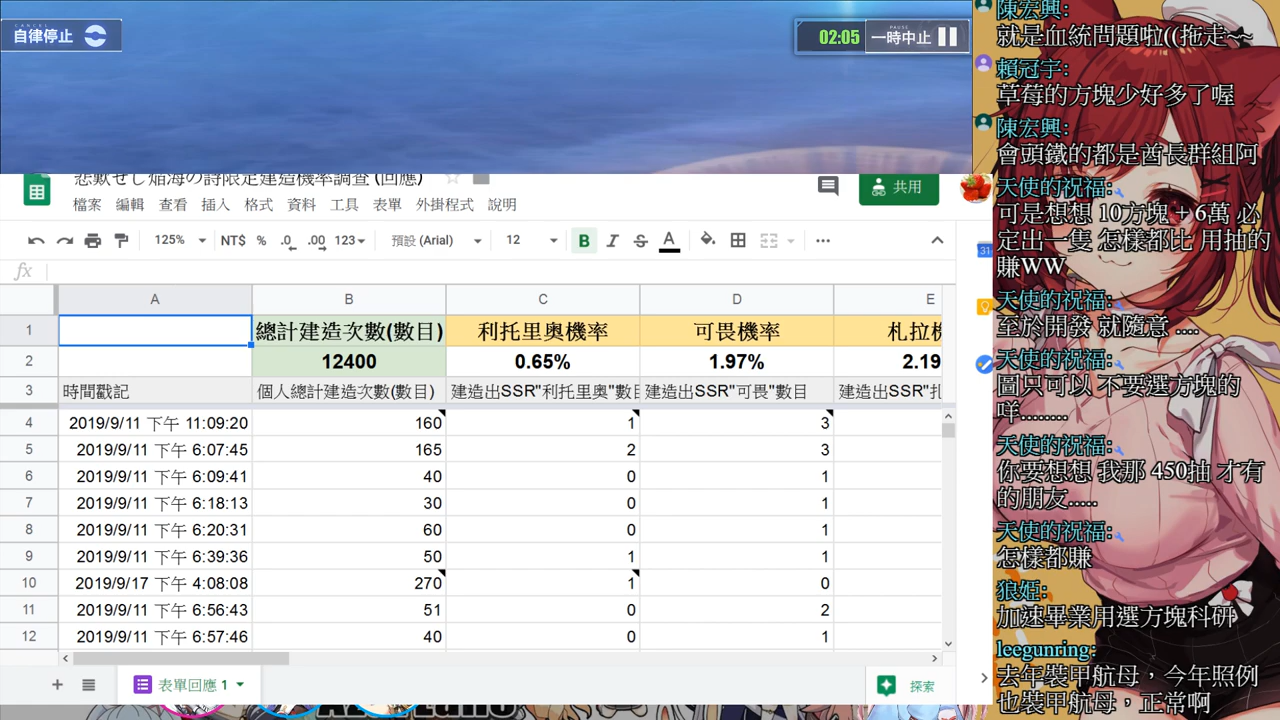 CANCEL
自律停止
02:05
PAUSE
一時中止
悲歎せし焔海の詩限定建造機率調查 (回應)
檔案 編輯 查看 插入 格式 資料 工具 表單 外掛程式 說明
共用
125% NT$ % .0 .00 123 預設 (Arial) 12 B I S A
fx
31
A B C D E
1 總計建造次數(數目) 利托里奧機率 可畏機率 札拉
2 12400 0.65% 1.97% 2.19
3 時間戳記 個人總計建造次數(數目) 建造出SSR"利托里奧"數 建造出SSR"可畏"數目 建造出SSR"扎
4 2019/9/11 下午 11:09:20 160 1 3
5 2019/9/11 下午 6:07:45 165 2 3
6 2019/9/11 下午 6:09:41 40 0 1
7 2019/9/11 下午 6:18:13 30 0 1
8 2019/9/11 下午 6:20:31 60 0 1
9 2019/9/11 下午 6:39:36 50 1 1
10 2019/9/17 下午 4:08:08 270 1 0
11 2019/9/11 下午 6:56:43 51 0 2
12 2019/9/11 下午 6:57:46 40 0 1
表單回應 1
探索
陳宏興:
就是血統問題啦((拖走~~
賴冠宇:
草莓的方塊少好多了喔
陳宏興:
會頭鐵的都是酋長群組阿
天使的祝福:
可是想想 10方塊 + 6萬 必
定出一隻 怎樣都比 用抽的
賺WW
天使的祝福:
至於開發 就隨意 ....
天使的祝福:
圖只可以 不要選方塊的
咩........
天使的祝福:
你要想想 我那 450抽 才有
的朋友.....
天使的祝福:
怎樣都賺
狼姬:
加速畢業用選方塊科研
leegunring:
去年裝甲航母，今年照例
也裝甲航母，正常啊